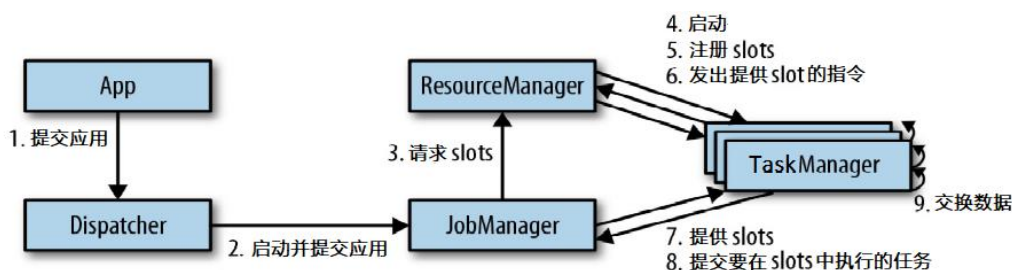 App
1. 提交应用
Dispatcher
2. 启动并提交应用
ResourceManager
3. 请求 slots
JobManager
4. 启动
5. 注册 slots
6. 发出提供 slot 的指令
TaskManager
7. 提供 slots
8. 提交要在 slots 中执行的任务
9. 交换数据